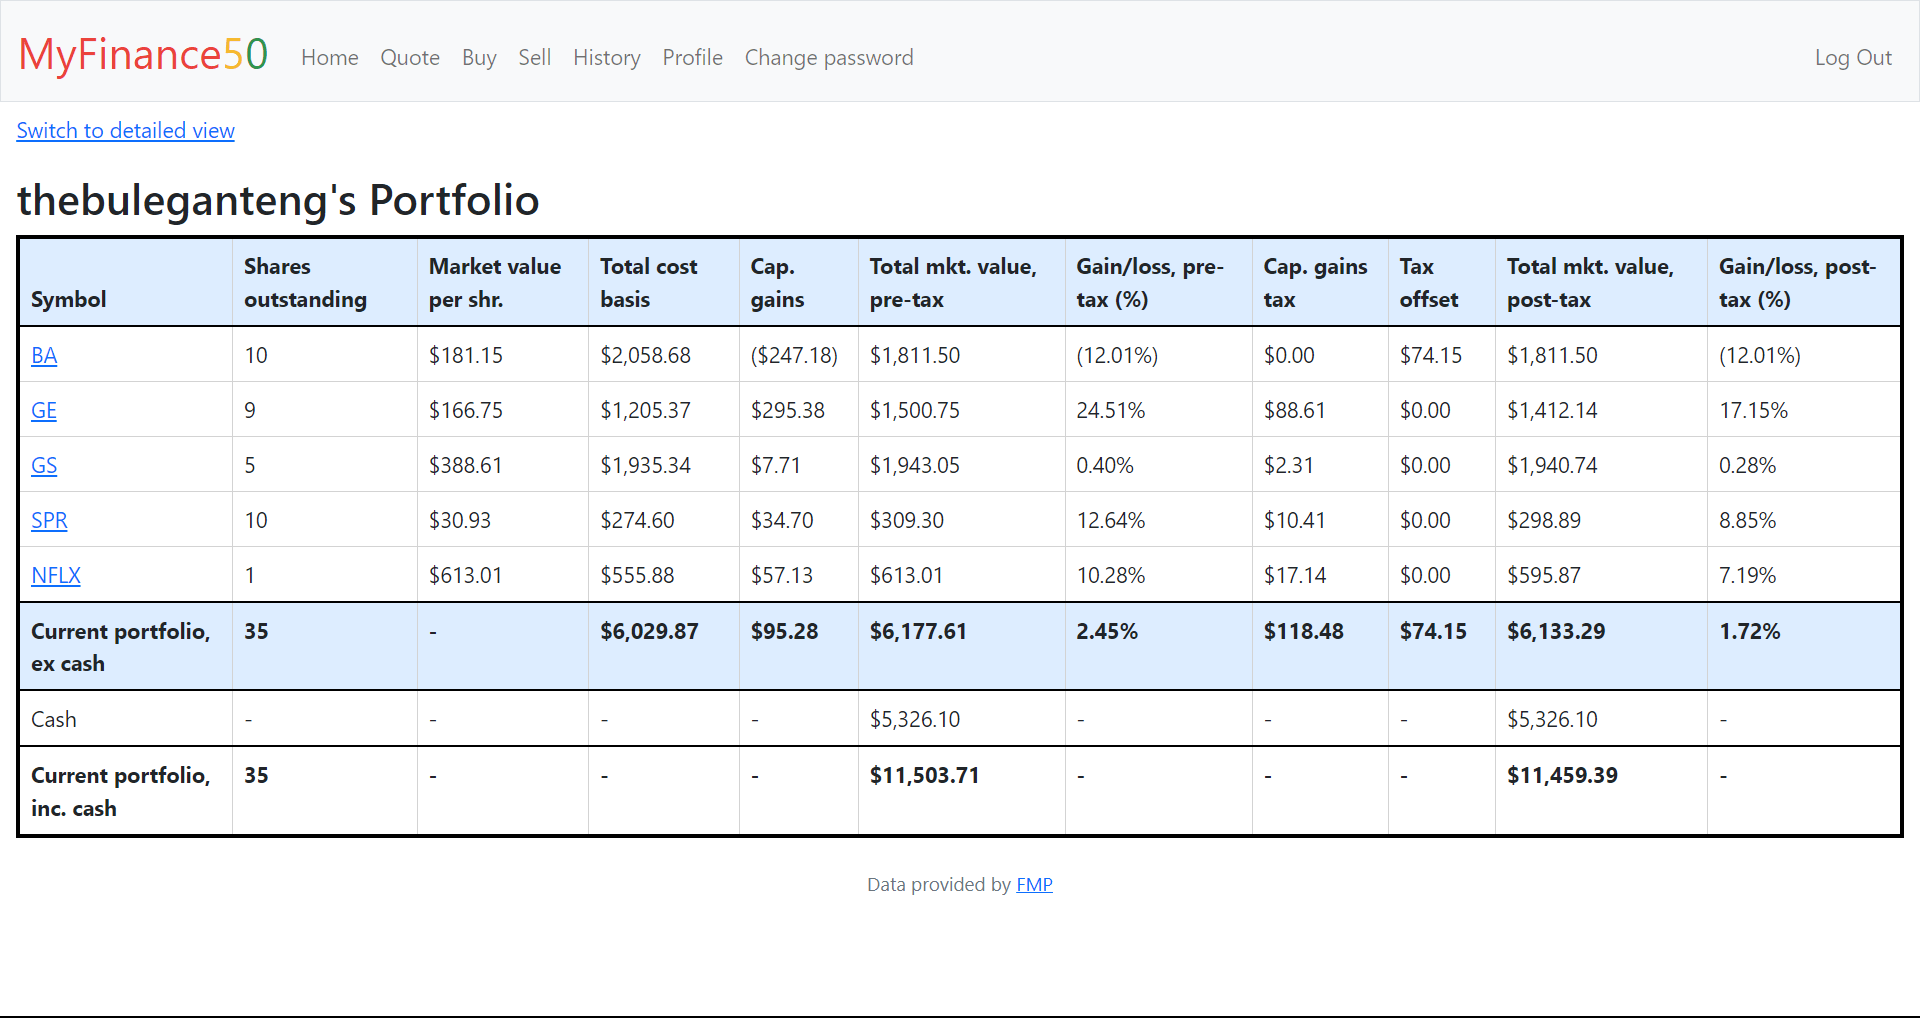 MyFinance50 Home Quote Buy Sell History Profile Change password Log Out
Switch to detailed view
thebuleganteng's Portfolio
Symbol Shares outstanding Market value per shr. Total cost basis Cap. gains Total mkt. value, pre-tax Gain/loss, pre-tax (%) Cap. gains tax Tax offset Total mkt. value, post-tax Gain/loss, post-tax (%)
BA 10 $181.15 $2,058.68 ($247.18) $1,811.50 (12.01%) $0.00 $74.15 $1,811.50 (12.01%)
GE 9 $166.75 $1,205.37 $295.38 $1,500.75 24.51% $88.61 $0.00 $1,412.14 17.15%
GS 5 $388.61 $1,935.34 $7.71 $1,943.05 0.40% $2.31 $0.00 $1,940.74 0.28%
SPR 10 $30.93 $274.60 $34.70 $309.30 12.64% $10.41 $0.00 $298.89 8.85%
NFLX 1 $613.01 $555.88 $57.13 $613.01 10.28% $17.14 $0.00 $595.87 7.19%
Current portfolio, ex cash 35 - $6,029.87 $95.28 $6,177.61 2.45% $118.48 $74.15 $6,133.29 1.72%
Cash - - - - $5,326.10 - - - $5,326.10 -
Current portfolio, inc. cash 35 - - - $11,503.71 - - - $11,459.39 -
Data provided by FMP